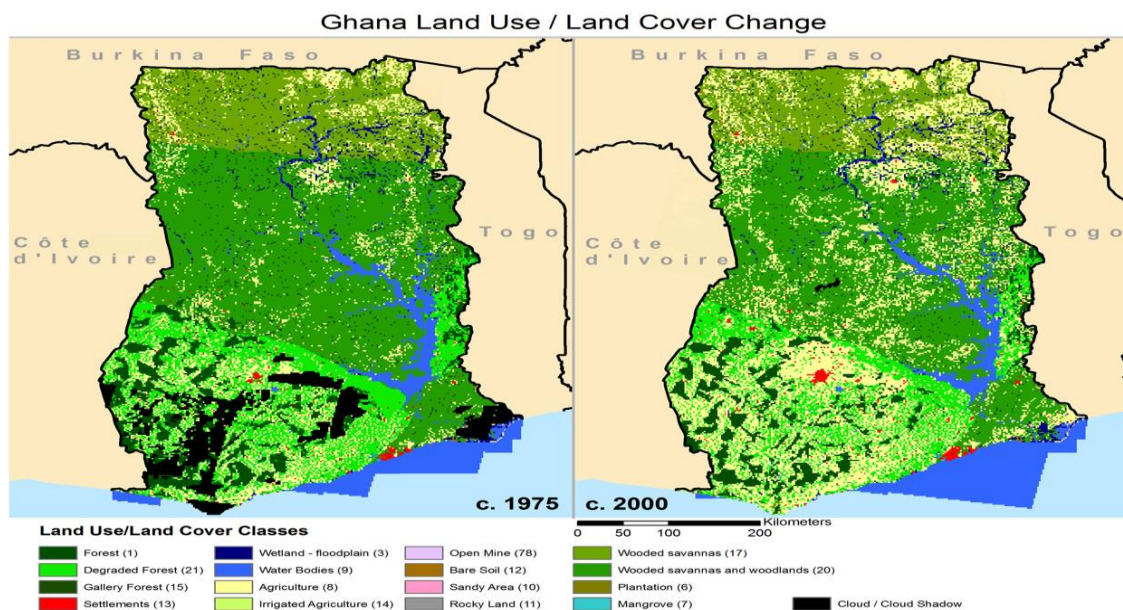 Ghana Land Use / Land Cover Change
Burkina Faso
Côte
d'Ivoire
Togo
c. 1975
Burkina Faso
Côte
d'Ivoire
Togo
c. 2000
Kilometers
0 50 100 200
Land Use/Land Cover Classes
Forest (1)
Degraded Forest (21)
Gallery Forest (15)
Settlements (13)
Wetland - floodplain (3)
Water Bodies (9)
Agriculture (8)
Irrigated Agriculture (14)
Open Mine (78)
Bare Soil (12)
Sandy Area (10)
Rocky Land (11)
Wooded savannas (17)
Wooded savannas and woodlands (20)
Plantation (6)
Mangrove (7)
Cloud / Cloud Shadow